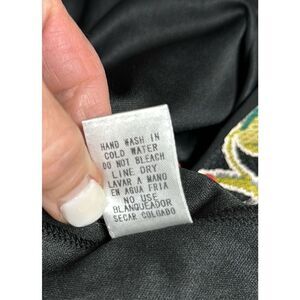 HAND WASH IN
COLD WATER
DO NOT BLEACH
LINE DRY
LAVAR A MANO
EN AGUA FRIA
NO USE
BLANQUEADOR
SECAR COLGADO